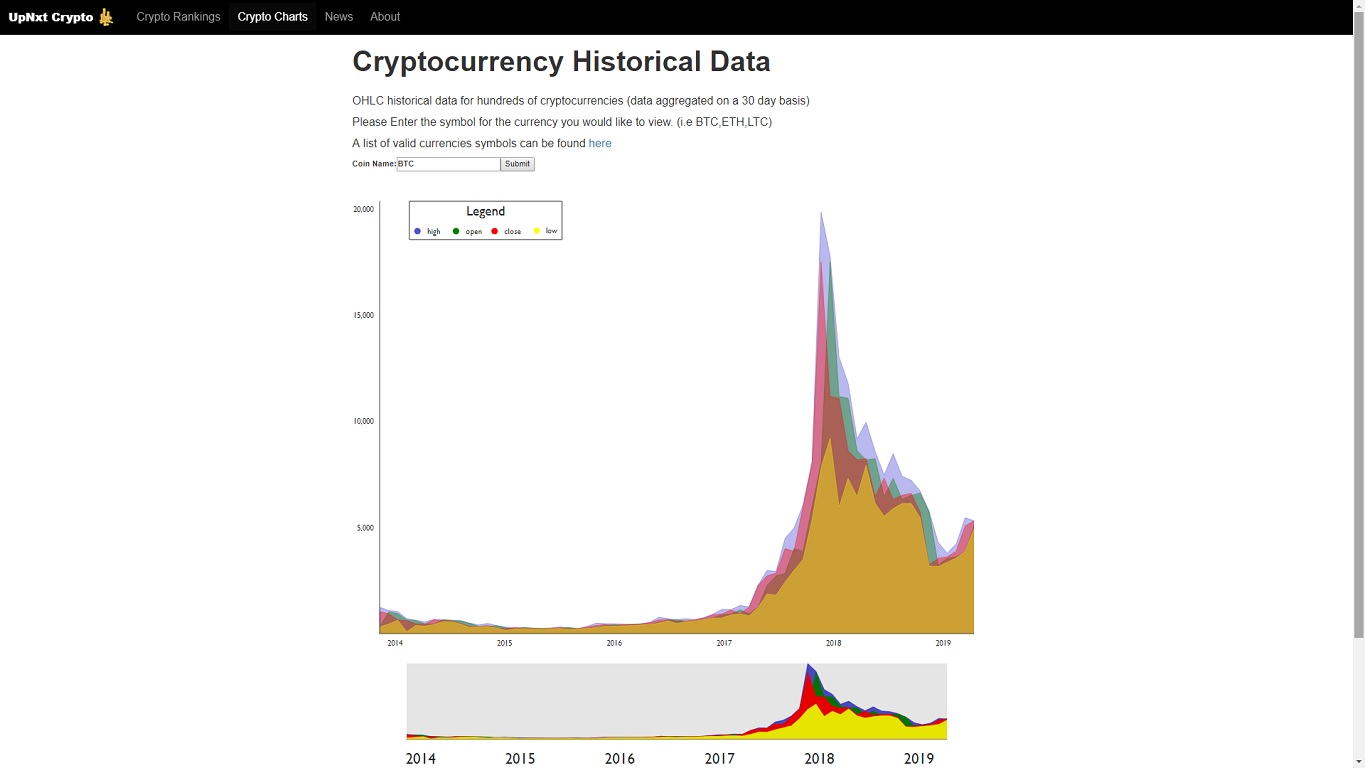 UpNxt Crypto Crypto Rankings Crypto Charts News About
Cryptocurrency Historical Data
OHLC historical data for hundreds of cryptocurrencies (data aggregated on a 30 day basis)
Please Enter the symbol for the currency you would like to view. (i.e BTC,ETH,LTC)
A list of valid currencies symbols can be found here
Coin Name: BTC Submit
Legend
high open close low
20,000
15,000
10,000
5,000
2014 2015 2016 2017 2018 2019
2014 2015 2016 2017 2018 2019